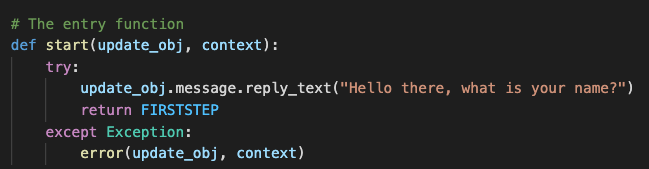 # The entry function
def start(update_obj, context):
    try:
        update_obj.message.reply_text("Hello there, what is your name?")
        return FIRSTSTEP
    except Exception:
        error(update_obj, context)